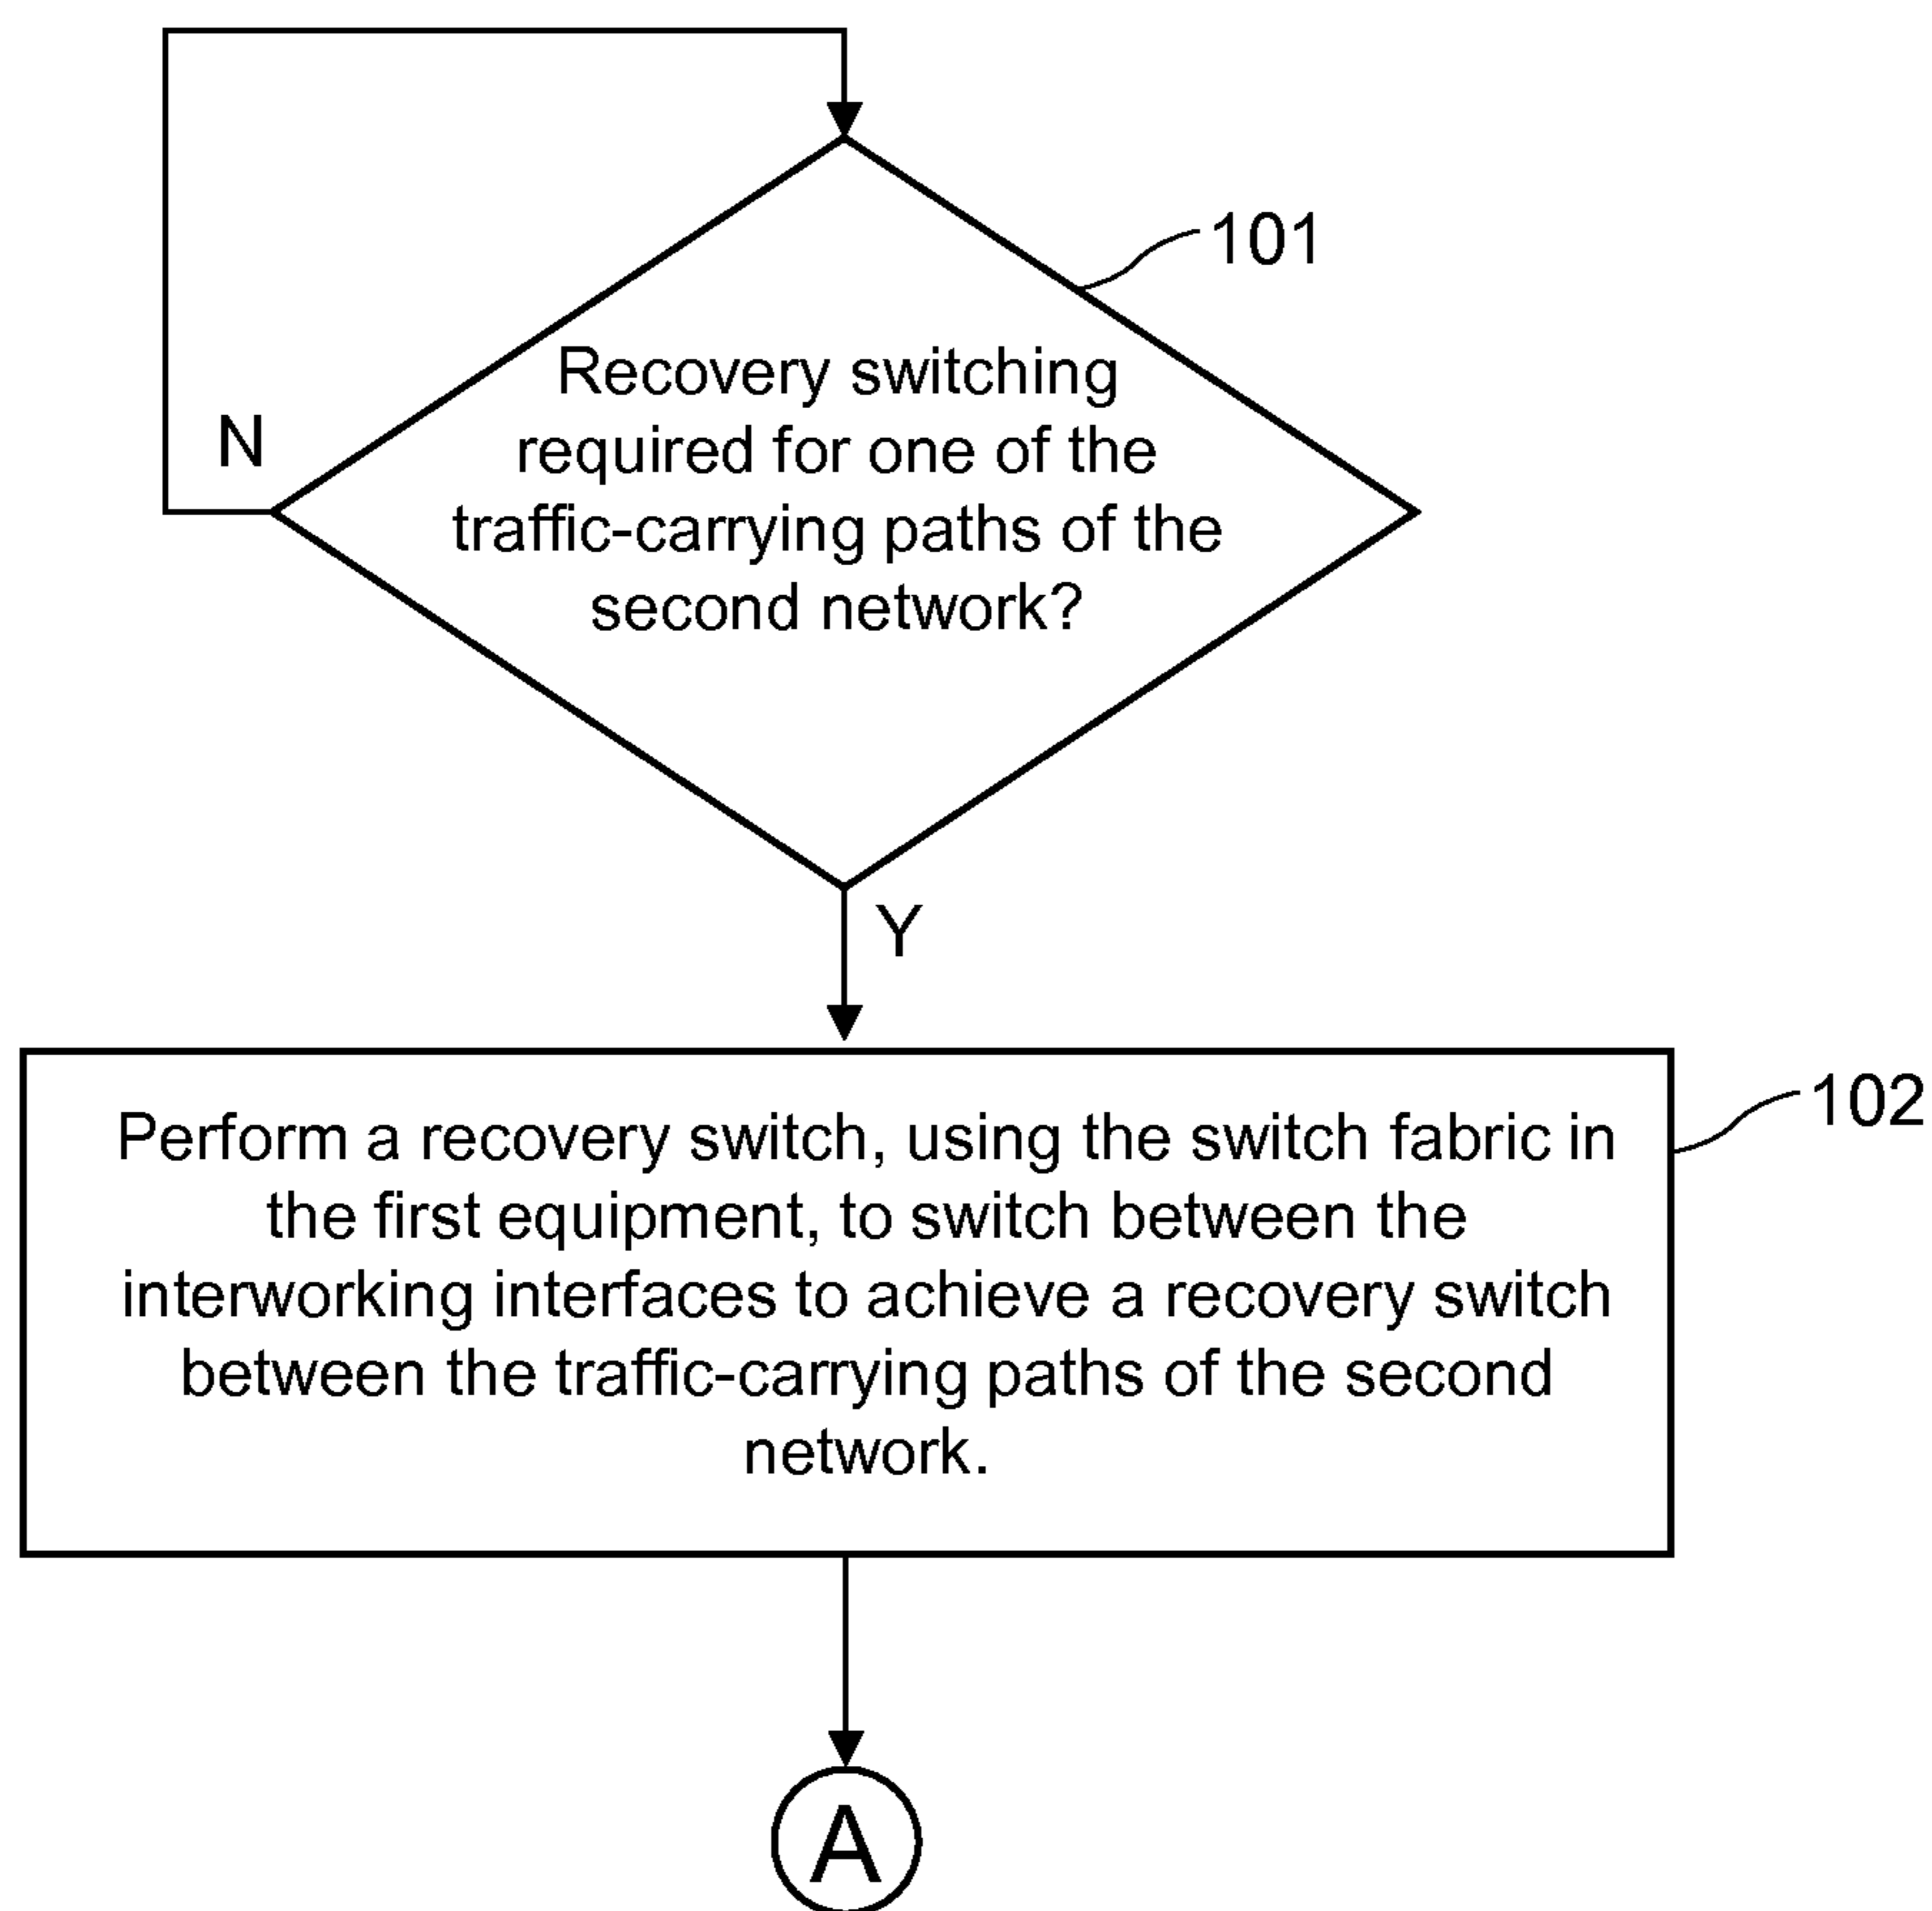 101
Recovery switching
required for one of the
traffic-carrying paths of the
second network?
N
Y
102
Perform a recovery switch, using the switch fabric in
the first equipment, to switch between the
interworking interfaces to achieve a recovery switch
between the traffic-carrying paths of the second
network.
A